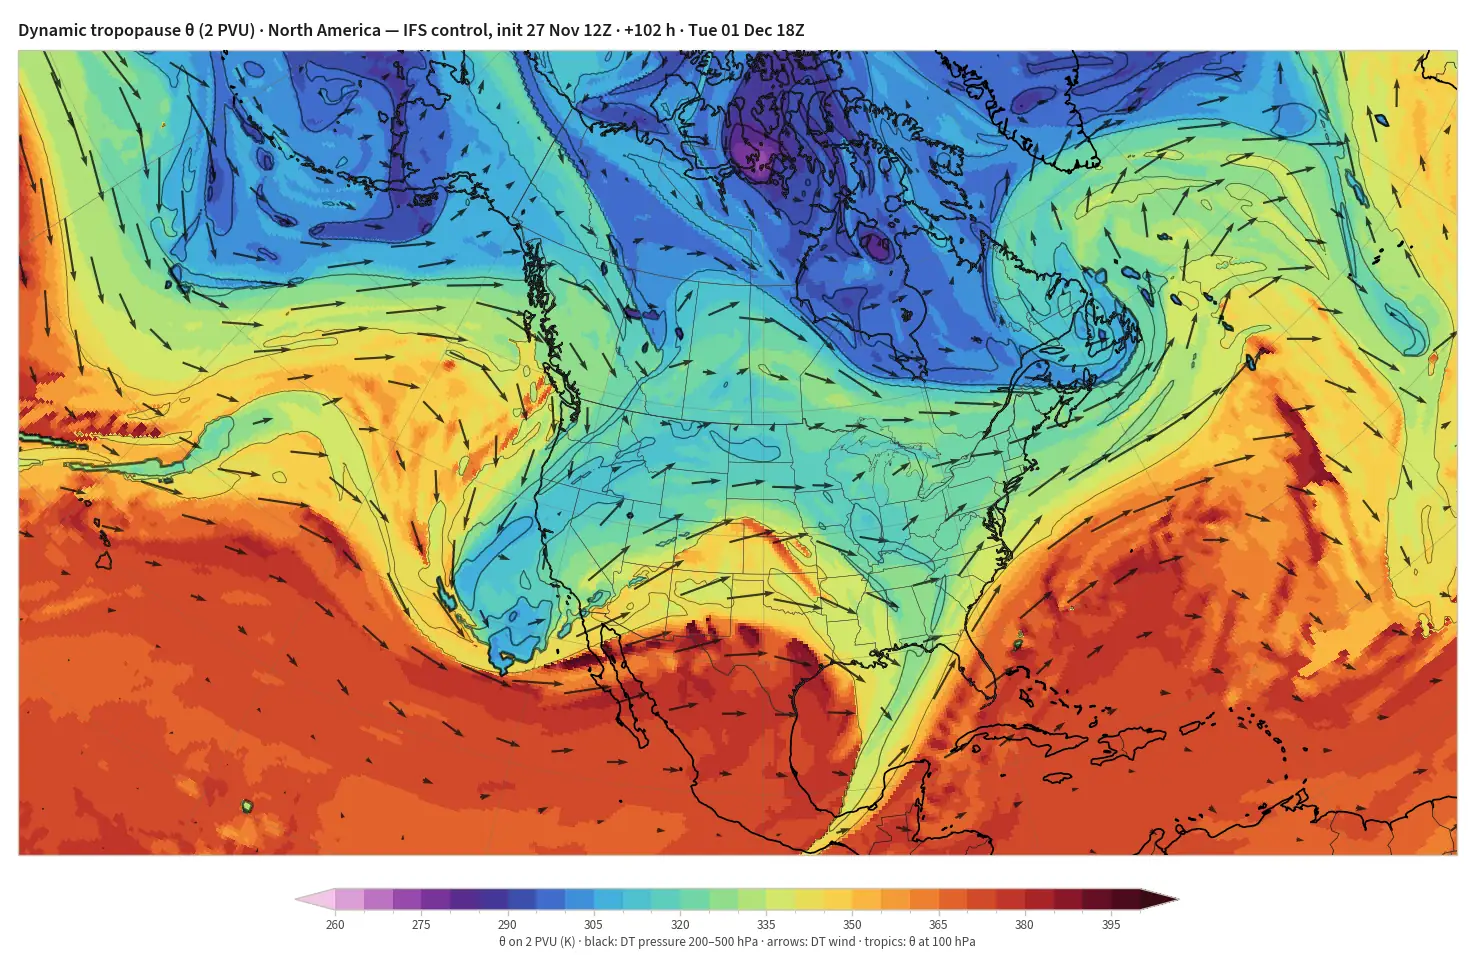 Dynamic tropopause θ (2 PVU) · North America — IFS control, init 27 Nov 12Z · +102 h · Tue 01 Dec 18Z
260 275 290 305 320 335 350 365 380 395
θ on 2 PVU (K) · black: DT pressure 200–500 hPa · arrows: DT wind · tropics: θ at 100 hPa